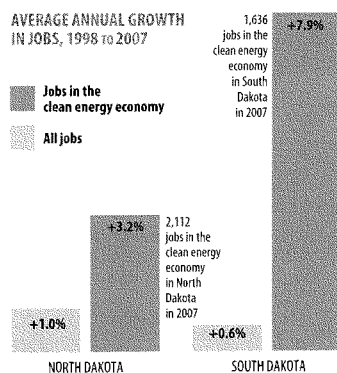 AVERAGE ANNUAL GROWTH
IN JOBS, 1998 TO 2007
Jobs in the
clean energy economy
All jobs
1,636
jobs in the
clean energy
economy
in South
Dakota
in 2007
+7.9%
+3.2%
2,112
jobs in the
clean energy
economy
in North
Dakota
in 2007
+1.0%
+0.6%
NORTH DAKOTA
SOUTH DAKOTA